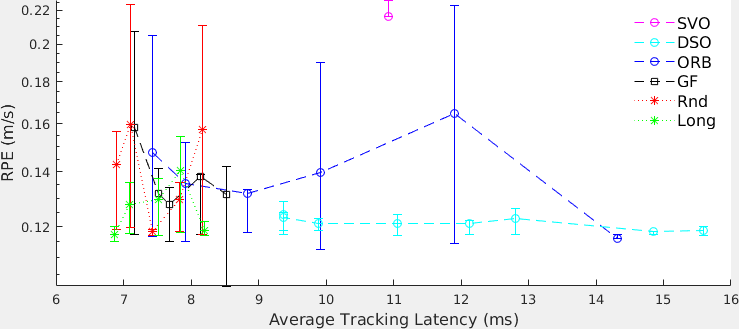 0.22
0.2
0.18
0.16
0.14
0.12
RPE (m/s)
6 7 8 9 10 11 12 13 14 15 16
Average Tracking Latency (ms)
SVO
DSO
ORB
GF
Rnd
Long